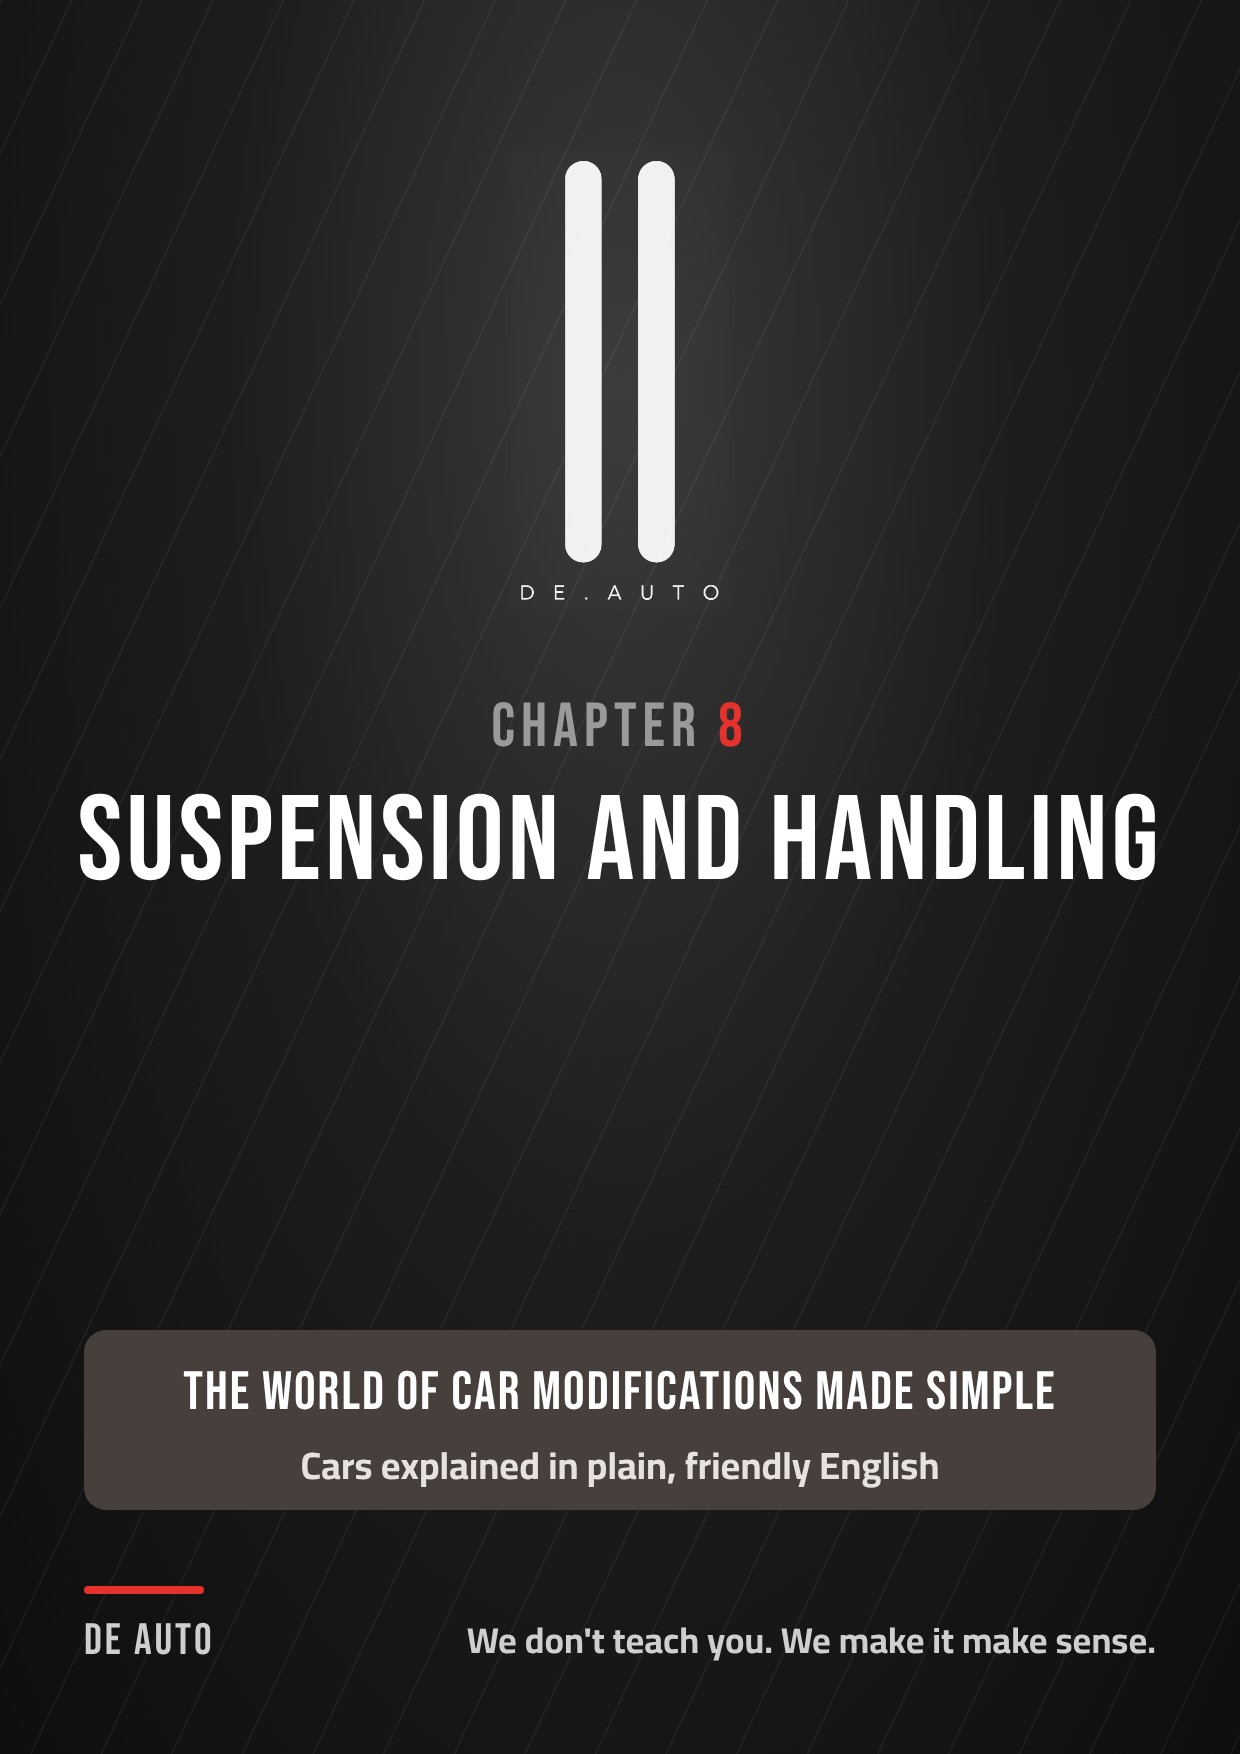 DE.AUTO
CHAPTER 8
SUSPENSION AND HANDLING
THE WORLD OF CAR MODIFICATIONS MADE SIMPLE
Cars explained in plain, friendly English
DE AUTO
We don't teach you. We make it make sense.